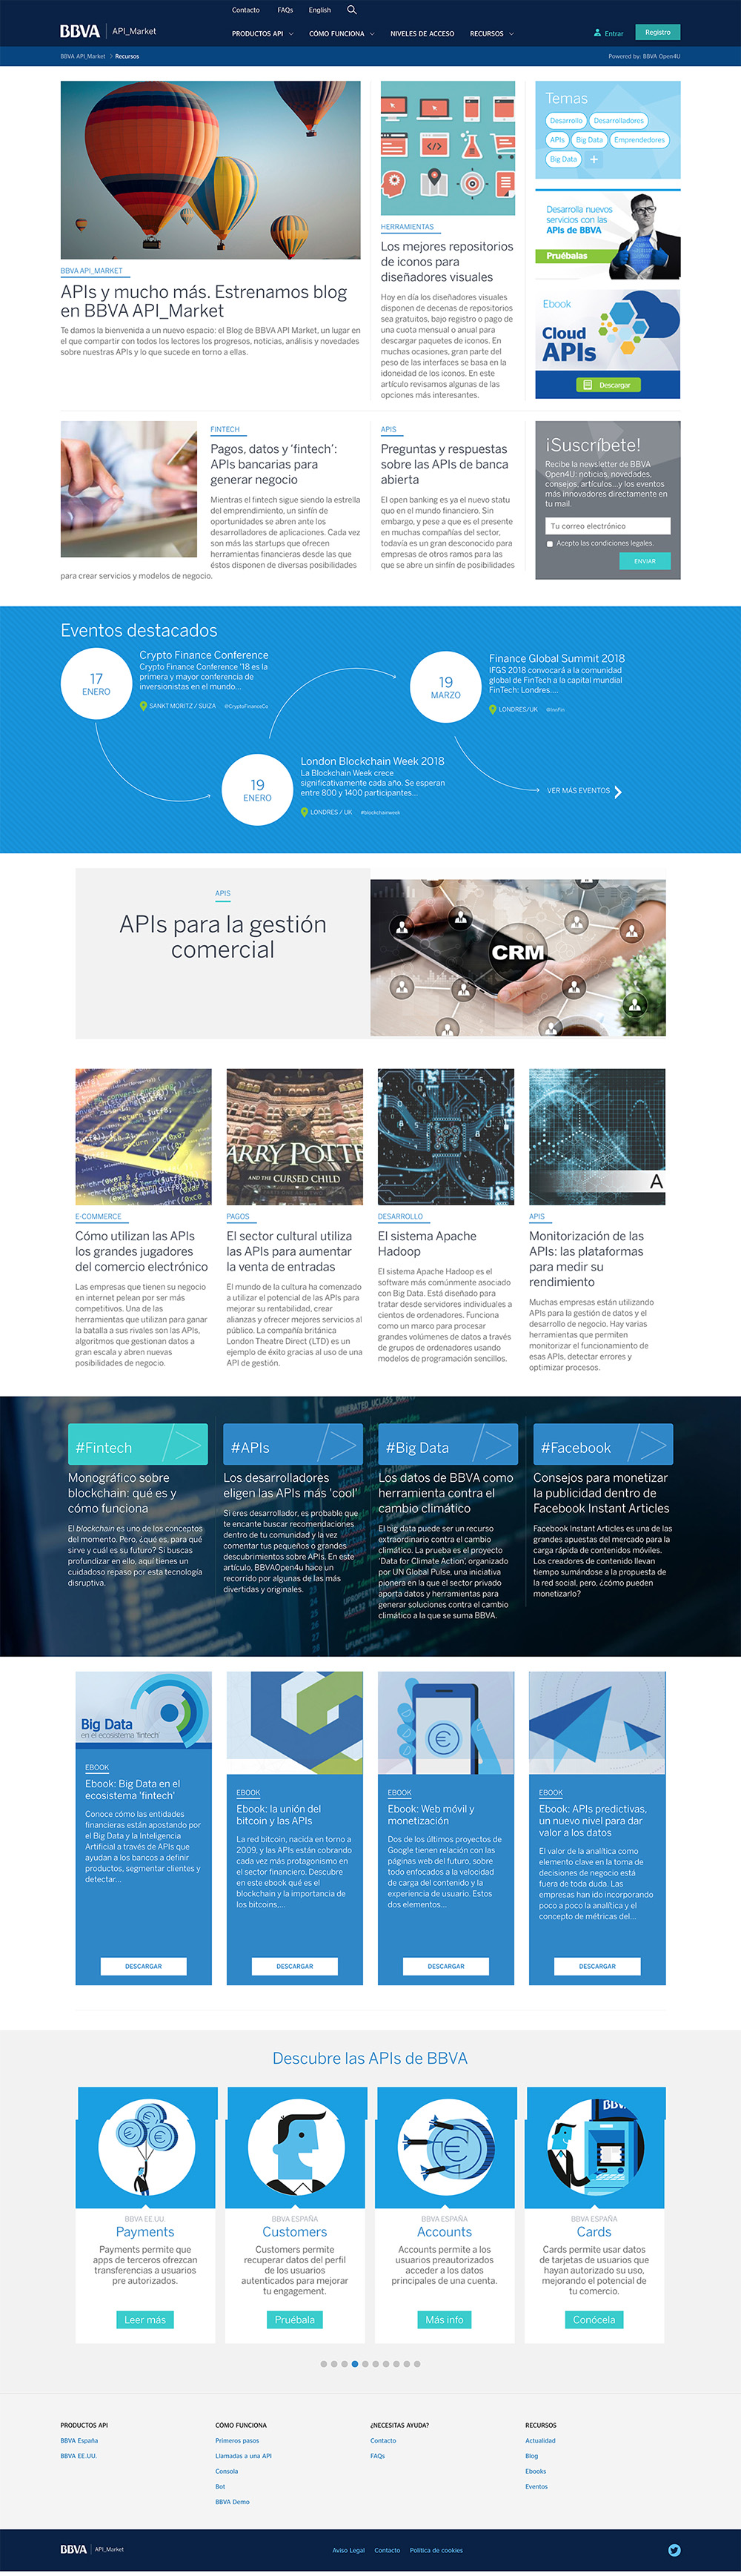 Contacto FAQs English
BBVA API_Market
PRODUCTOS API CÓMO FUNCIONA NIVELES DE ACCESO RECURSOS Entrar Registro
BBVA API_Market > Recursos Powered by: BBVA Open4U
BBVA API_MARKET
APIs y mucho más. Estrenamos blog
en BBVA API_Market
Te damos la bienvenida a un nuevo espacio: el Blog de BBVA API Market, un lugar en
el que compartir con todos los lectores los progresos, noticias, análisis y novedades
sobre nuestras APIs y lo que sucede en torno a ellas.
HERRAMIENTAS
Los mejores repositorios
de iconos para
diseñadores visuales
Hoy en día los diseñadores visuales
disponen de decenas de repositorios
sea gratuitos, bajo registro o pago de
una cuota mensual o anual para
descargar paquetes de iconos. En
muchas ocasiones, gran parte del
peso de las interfaces se basa en la
idoneidad de los iconos. En este
artículo revisamos algunas de las
opciones más interesantes.
Temas
Desarrollo Desarrolladores
APIs Big Data Emprendedores
Big Data +
Desarrolla nuevos
servicios con las
APIs de BBVA
Pruébalas
Ebook
Cloud
APIs
Descargar
FINTECH
Pagos, datos y ‘fintech’:
APIs bancarias para
generar negocio
Mientras el fintech sigue siendo la estrella
del emprendimiento, un sinfín de
oportunidades se abren ante los
desarrolladores de aplicaciones. Cada vez
son más las startups que ofrecen
herramientas financieras desde las que
éstos disponen de diversas posibilidades
para crear servicios y modelos de negocio.
APIS
Preguntas y respuestas
sobre las APIs de banca
abierta
El open banking es ya el nuevo statu
quo en el mundo financiero. Sin
embargo, y pese a que es el presente
en muchas compañías del sector,
todavía es un gran desconocido para
empresas de otros ramos para las
que se abre un sinfín de posibilidades
¡Suscríbete!
Recibe la newsletter de BBVA
Open4U: noticias, novedades,
consejos, artículos...y los eventos
más innovadores directamente en
tu mail.
Tu correo electrónico
Acepto las condiciones legales.
ENVIAR
Eventos destacados
17
ENERO
Crypto Finance Conference
Crypto Finance Conference '18 es la
primera y mayor conferencia de
inversionistas en el mundo...
SANKT MORITZ / SUIZA @CryptoFinanceCo
19
ENERO
London Blockchain Week 2018
La Blockchain Week crece
significativamente cada año. Se esperan
entre 800 y 1400 participantes...
LONDRES / UK #blockchainweek
19
MARZO
Finance Global Summit 2018
IFGS 2018 convocará a la comunidad
global de FinTech a la capital mundial
FinTech: Londres....
LONDRES/UK
VER MÁS EVENTOS
APIS
APIs para la gestión
comercial
CRM
ARRY POTTE
AND THE CURSED CHILD
A
E-COMMERCE
Cómo utilizan las APIs
los grandes jugadores
del comercio electrónico
Las empresas que tienen su negocio
en internet pelean por ser más
competitivos. Una de las
herramientas que utilizan para ganar
la batalla a sus rivales son las APIs,
algoritmos que gestionan datos a
gran escala y abren nuevas
posibilidades de negocio.
PAGOS
El sector cultural utiliza
las APIs para aumentar
la venta de entradas
El mundo de la cultura ha comenzado
a utilizar el potencial de las APIs para
mejorar su rentabilidad, crear
alianzas y ofrecer mejores servicios al
público. La compañía británica
London Theatre Direct (LTD) es un
ejemplo de éxito gracias al uso de una
API de gestión.
DESARROLLO
El sistema Apache
Hadoop
El sistema Apache Hadoop es el
software más comúnmente asociado
con Big Data. Está diseñado para
tratar desde servidores individuales a
cientos de ordenadores. Funciona
como un marco para procesar
grandes volúmenes de datos a través
de grupos de ordenadores usando
modelos de programación sencillos.
APIS
Monitorización de las
APIs: las plataformas
para medir su
rendimiento
Muchas empresas están utilizando
APIs para la gestión de datos y el
desarrollo de negocio. Hay varias
herramientas que permiten
monitorizar el funcionamiento de
esas APIs, detectar errores y
optimizar procesos.
#Fintech
Monográfico sobre
blockchain: qué es y
cómo funciona
El blockchain es uno de los conceptos
del momento. Pero, ¿qué es, para qué
sirve y cuál es su futuro? Si buscas
profundizar en ello, aquí tienes un
cuidadoso repaso por esta tecnología
disruptiva.
#APIs
Los desarrolladores
eligen las APIs más 'cool'
Si eres desarrollador, es probable que
te encante buscar recomendaciones
dentro de tu comunidad y la vez
comentar tus pequeños o grandes
descubrimientos sobre APIs. En este
artículo, BBVAOpen4u hace un
recorrido por algunas de las más
divertidas y originales.
#Big Data
Los datos de BBVA como
herramienta contra el
cambio climático
El big data puede ser un recurso
extraordinario contra el cambio
climático. La prueba es el proyecto
'Data for Climate Action', organizado
por UN Global Pulse, una iniciativa
pionera en la que el sector privado
aporta datos y herramientas para
generar soluciones contra el cambio
climático a la que se suma BBVA.
#Facebook
Consejos para monetizar
la publicidad dentro de
Facebook Instant Articles
Facebook Instant Articles es una de las
grandes apuestas del mercado para la
carga rápida en dispositivos móviles.
Los creadores de contenido llevan
tiempo sumándose a la propuesta de
la red social, pero, ¿cómo pueden
monetizarlo?
Big Data
en el ecosistema 'fintech'
EBOOK
Ebook: Big Data en el
ecosistema 'fintech'
Conoce cómo las entidades
financieras están apostando por
el Big Data y la Inteligencia
Artificial a través de APIs que
ayudan a los bancos a definir
productos, segmentar clientes y
detectar...
DESCARGAR
EBOOK
Ebook: la unión del
bitcoin y las APIs
La red bitcoin, nacida en torno a
2009, y las APIs están cobrando
cada vez más protagonismo en
el sector financiero. Descubre
en este ebook qué es el
blockchain y la importancia de
los bitcoins,...
DESCARGAR
EBOOK
Ebook: Web móvil y
monetización
Dos de los últimos proyectos de
Google tienen relación con las
páginas web del futuro, sobre
todo enfocados a la velocidad
de carga del contenido y la
experiencia de usuario. Estos
dos elementos...
DESCARGAR
EBOOK
Ebook: APIs predictivas,
un nuevo nivel para dar
valor a los datos
El valor de la analítica como
elemento clave en la toma de
decisiones de negocio está
fuera de toda duda. Las
empresas han ido incorporando
poco a poco la analítica y el
concepto de métricas del...
DESCARGAR
Descubre las APIs de BBVA
BBVA EE.UU.
Payments
Payments permite que
apps de terceros ofrezcan
transferencias a usuarios
pre autorizados.
Leer más
BBVA ESPAÑA
Customers
Customers permite
recuperar datos del perfil
de los usuarios
autenticados para mejorar
tu engagement.
Pruébala
BBVA ESPAÑA
Accounts
Accounts permite a los
usuarios preautorizados
acceder a los datos
principales de una cuenta.
Más info
BBVA ESPAÑA
Cards
Cards permite usar datos
de tarjetas de usuarios que
hayan autorizado su uso,
mejorando el potencial de
tu comercio.
Conócela
PRODUCTOS API
BBVA España
BBVA EE.UU.
CÓMO FUNCIONA
Primeros pasos
Llamadas a una API
Consola
Bot
BBVA Demo
¿NECESITAS AYUDA?
Contacto
FAQs
RECURSOS
Actualidad
Blog
Ebooks
Eventos
BBVA API_Market
Aviso Legal Contacto Política de cookies